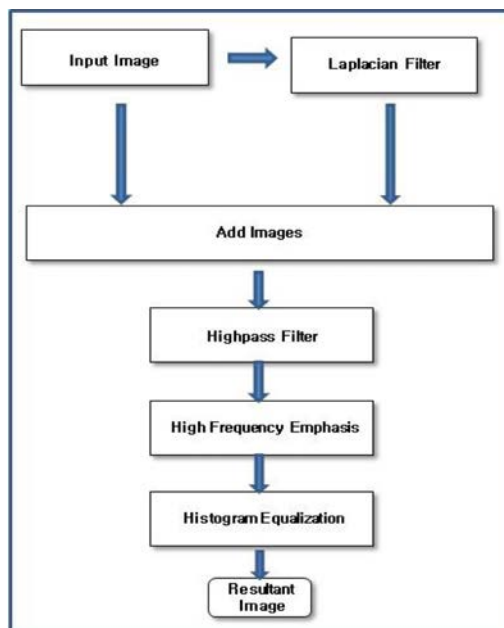 Input Image
Laplacian Filter
Add Images
Highpass Filter
High Frequency Emphasis
Histogram Equalization
Resultant
Image